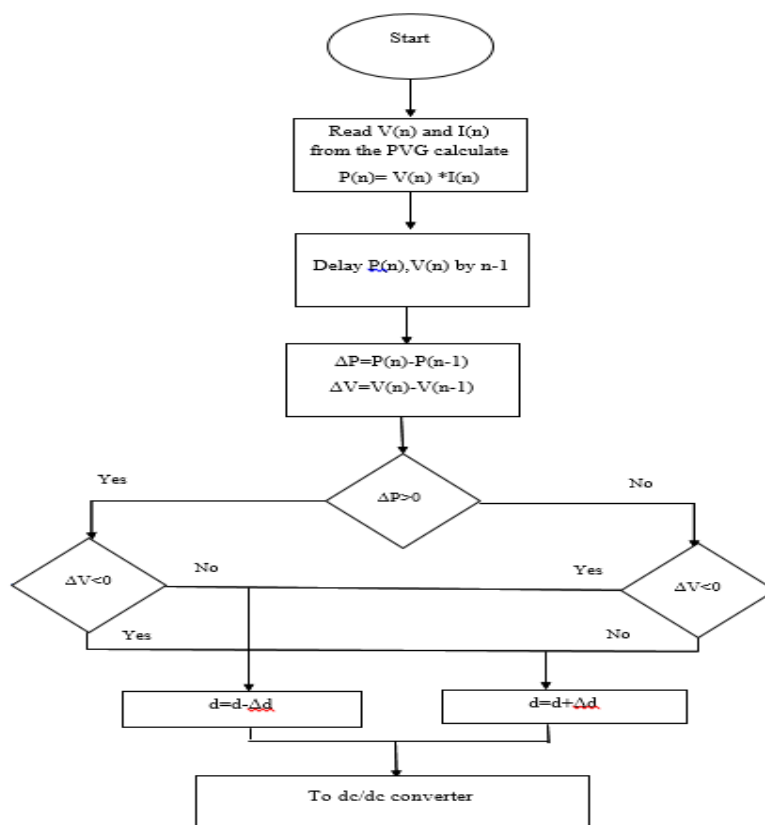 Start
Read V(n) and I(n)
from the PVG calculate
P(n)= V(n) *I(n)
Delay P(n),V(n) by n-1
ΔP=P(n)-P(n-1)
ΔV=V(n)-V(n-1)
Yes
ΔP>0
No
ΔV<0
No
Yes
ΔV<0
Yes
No
d=d-Δd
d=d+Δd
To dc/dc converter